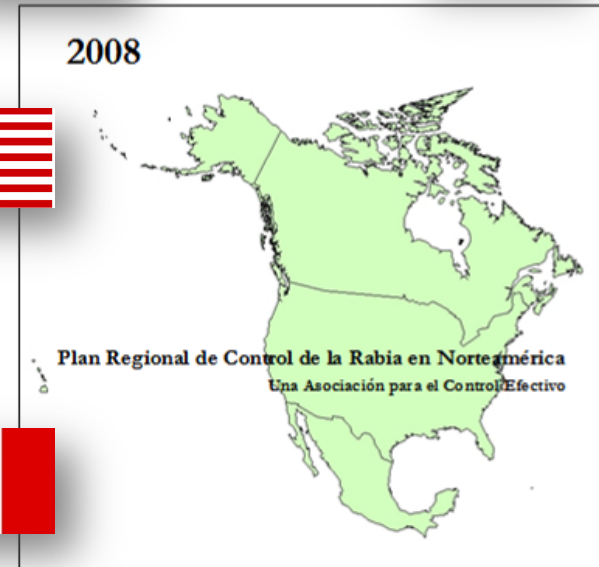 2008
Plan Regional de Control de la Rabia en Norteamérica
Una Asociación para el Control Efectivo